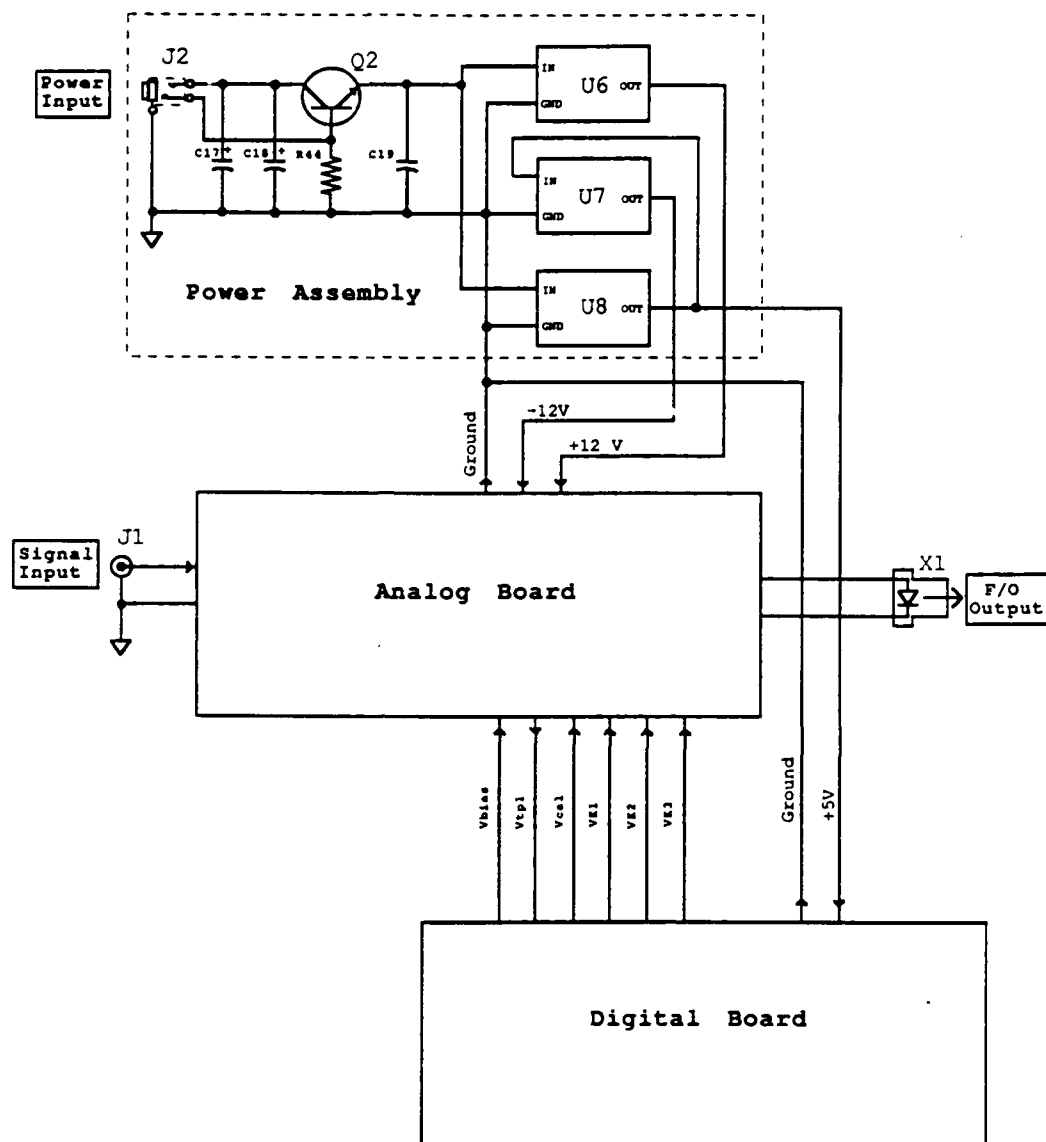 J2
Q2
Power
Input
C17 +
C18 +
R44
C19
IN
U6
OUT
GND
IN
U7
OUT
GND
IN
U8
OUT
GND
Power Assembly
Ground
-12V
+12 V
Signal
Input
J1
Analog Board
X1
F/O
Output
Vbias
Vtp1
Vcal
VK1
VK2
VK3
Ground
+5V
Digital Board